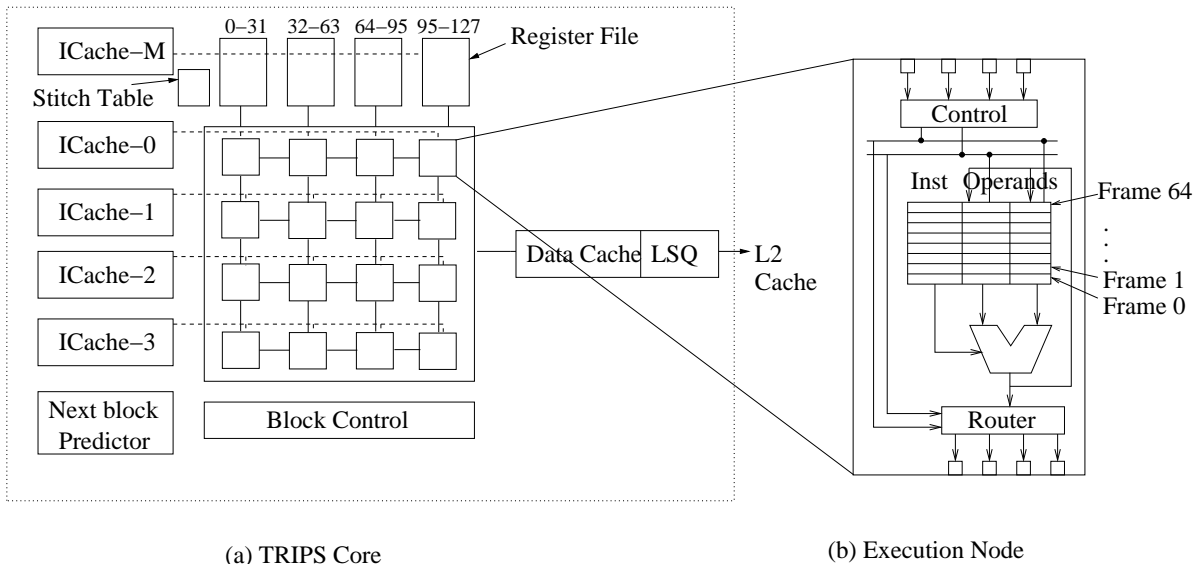 0–31 32–63 64–95 95–127
ICache–M
Register File
Stitch Table
ICache–0
ICache–1
ICache–2
ICache–3
Next block
Predictor
Block Control
Data Cache LSQ
L2
Cache
(a) TRIPS Core
Control
Inst Operands
Frame 64
.
.
.
Frame 1
Frame 0
Router
(b) Execution Node